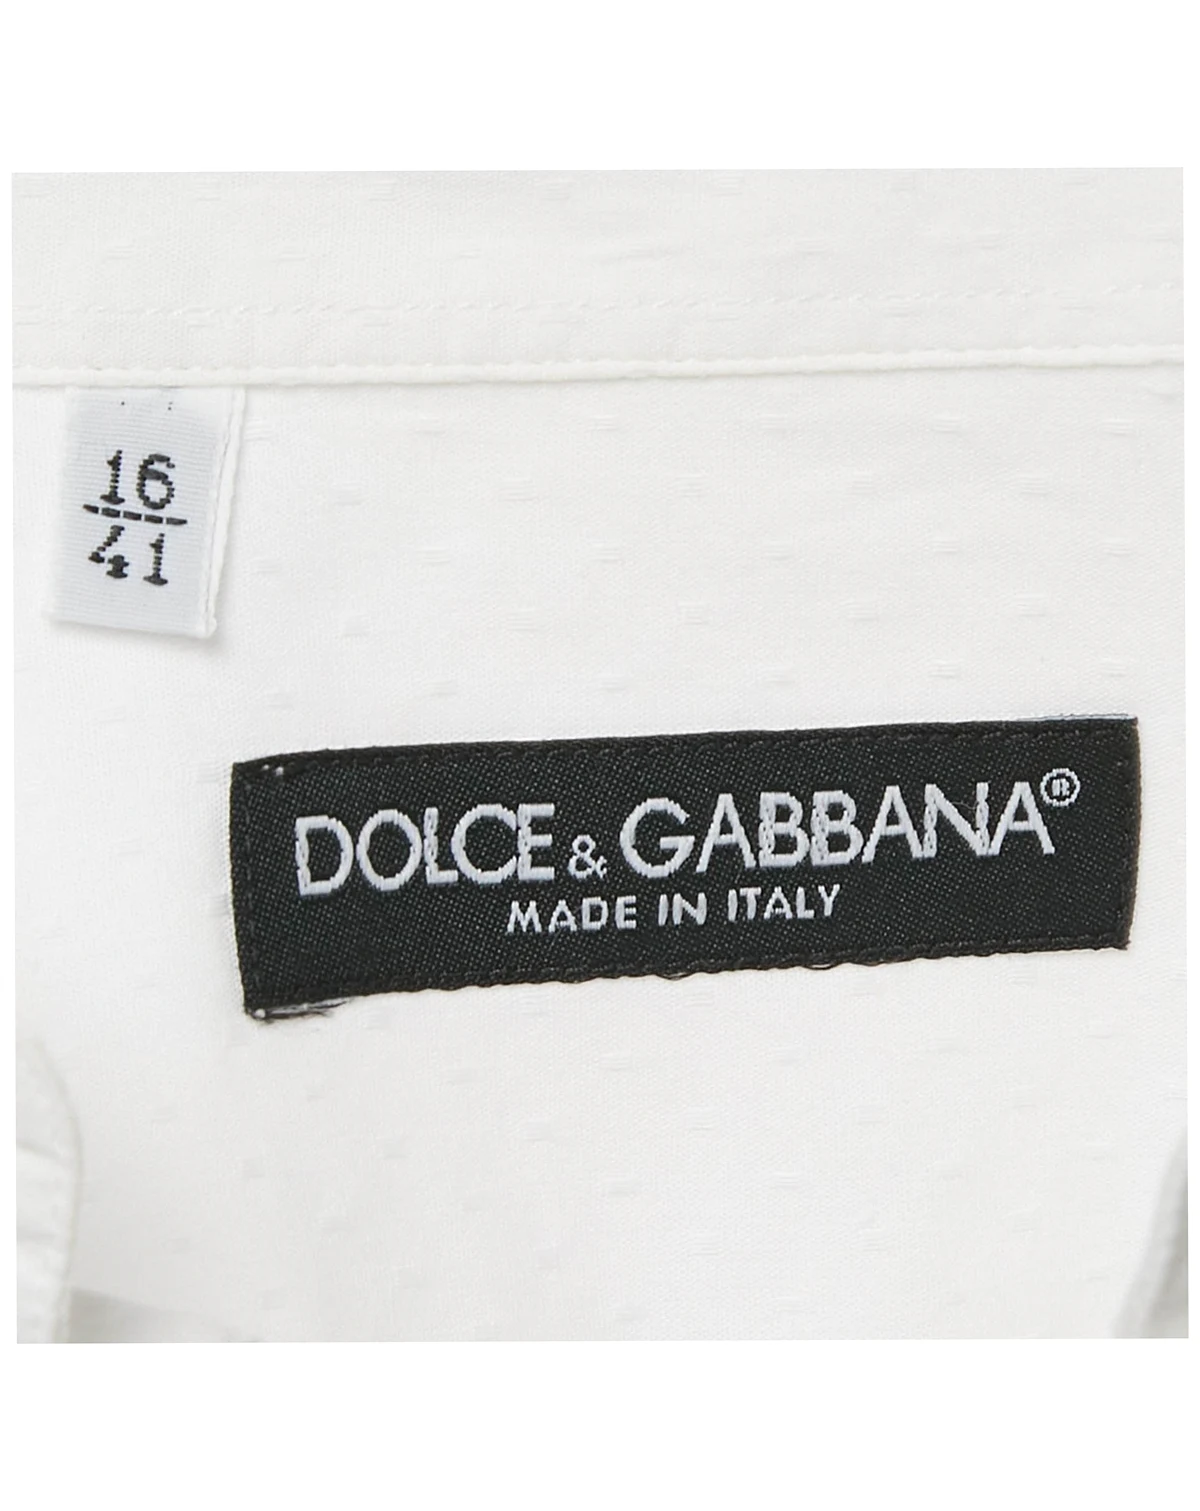 16
41
DOLCE & GABBANA®
MADE IN ITALY